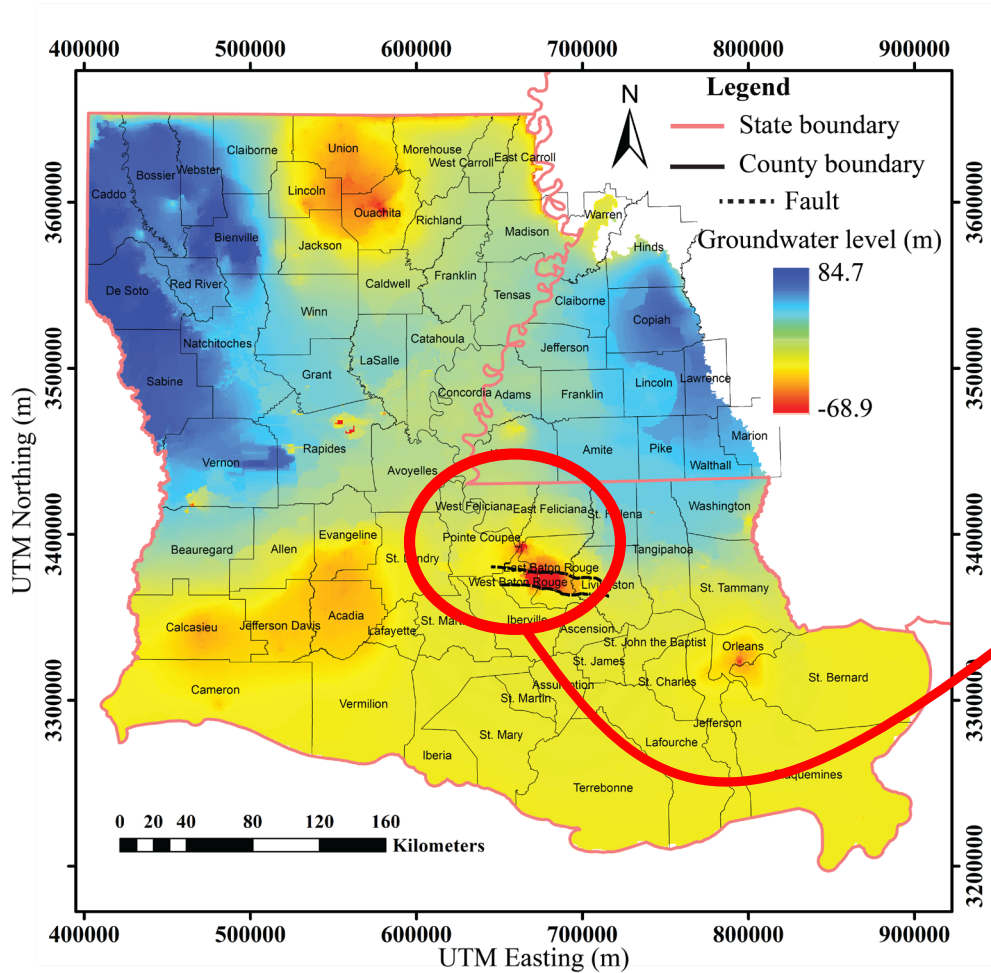 400000 500000 600000 700000 800000 900000
N
Legend
State boundary
County boundary
Fault
Groundwater level (m)
84.7
-68.9
3600000
3500000
3400000
3300000
3200000
UTM Northing (m)
3600000
3500000
3400000
3300000
3200000
Claiborne
Union
Morehouse
West Carroll
East Carroll
Bossier
Webster
Caddo
Lincoln
Ouachita
Richland
Warren
Madison
Bienville
Jackson
Hinds
De Soto
Red River
Caldwell
Franklin
Tensas
Claiborne
Winn
Copiah
Natchitoches
Catahoula
Jefferson
LaSalle
Sabine
Grant
Concordia
Adams
Franklin
Lincoln
Lawrence
Rapides
Vernon
Avoyelles
Amite
Pike
Marion
Walthall
West Feliciana
East Feliciana
St. Helena
Washington
Evangeline
Pointe Coupee
Beauregard
Allen
St. Landry
Tangipahoa
East Baton Rouge
West Baton Rouge
Livingston
St. Tammany
Calcasieu
Jefferson Davis
Acadia
Lafayette
St. Martin
Iberville
Ascension
St. John the Baptist
Orleans
St. James
Cameron
Assumption
St. Charles
St. Bernard
Vermilion
St. Martin
Jefferson
St. Mary
Lafourche
Iberia
Terrebonne
0 20 40 80 120 160
Kilometers
400000 500000 600000 700000 800000 900000
UTM Easting (m)